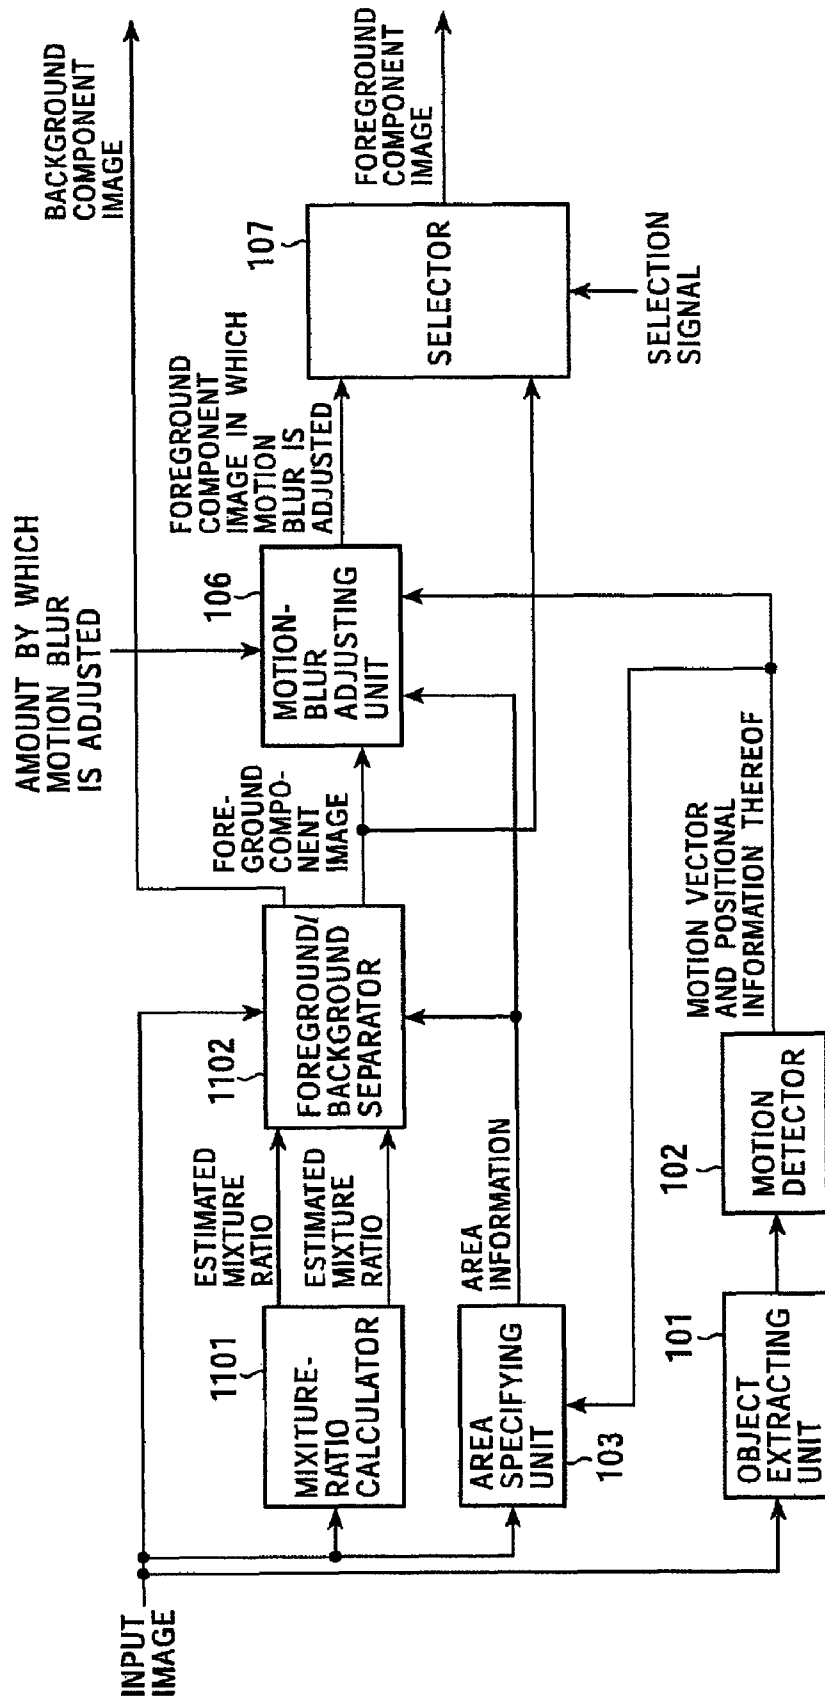 INPUT
IMAGE
1101
MIXITURE-
RATIO
CALCULATOR
ESTIMATED
MIXTURE
RATIO
ESTIMATED
MIXTURE
RATIO
1102
FOREGROUND/
BACKGROUND
SEPARATOR
FORE-
GROUND
COMPO-
NENT
IMAGE
AMOUNT BY WHICH
MOTION BLUR
IS ADJUSTED
106
MOTION-
BLUR
ADJUSTING
UNIT
FOREGROUND
COMPONENT
IMAGE IN WHICH
MOTION
BLUR IS
ADJUSTED
BACKGROUND
COMPONENT
IMAGE
107
SELECTOR
FOREGROUND
COMPONENT
IMAGE
SELECTION
SIGNAL
AREA
SPECIFYING
UNIT
103
AREA
INFORMATION
101
OBJECT
EXTRACTING
UNIT
102
MOTION
DETECTOR
MOTION VECTOR
AND POSITIONAL
INFORMATION THEREOF